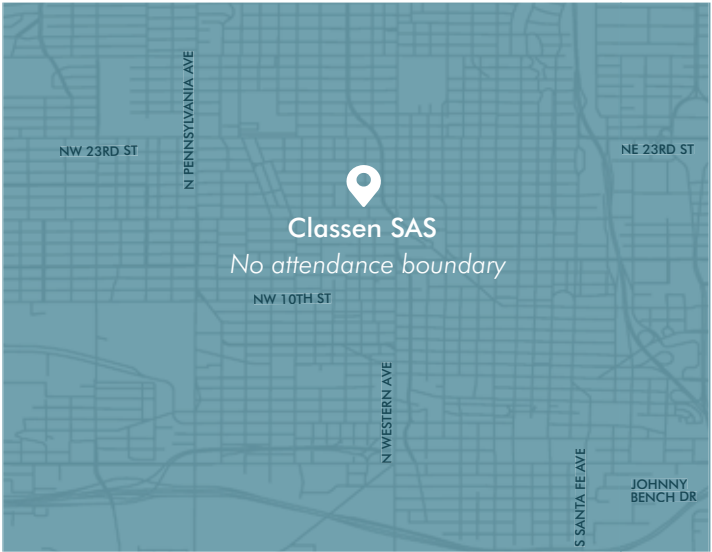 N PENNSYLVANIA AVE
NW 23RD ST
NE 23RD ST
Classen SAS
No attendance boundary
NW 10TH ST
N WESTERN AVE
S SANTA FE AVE
JOHNNY
BENCH DR